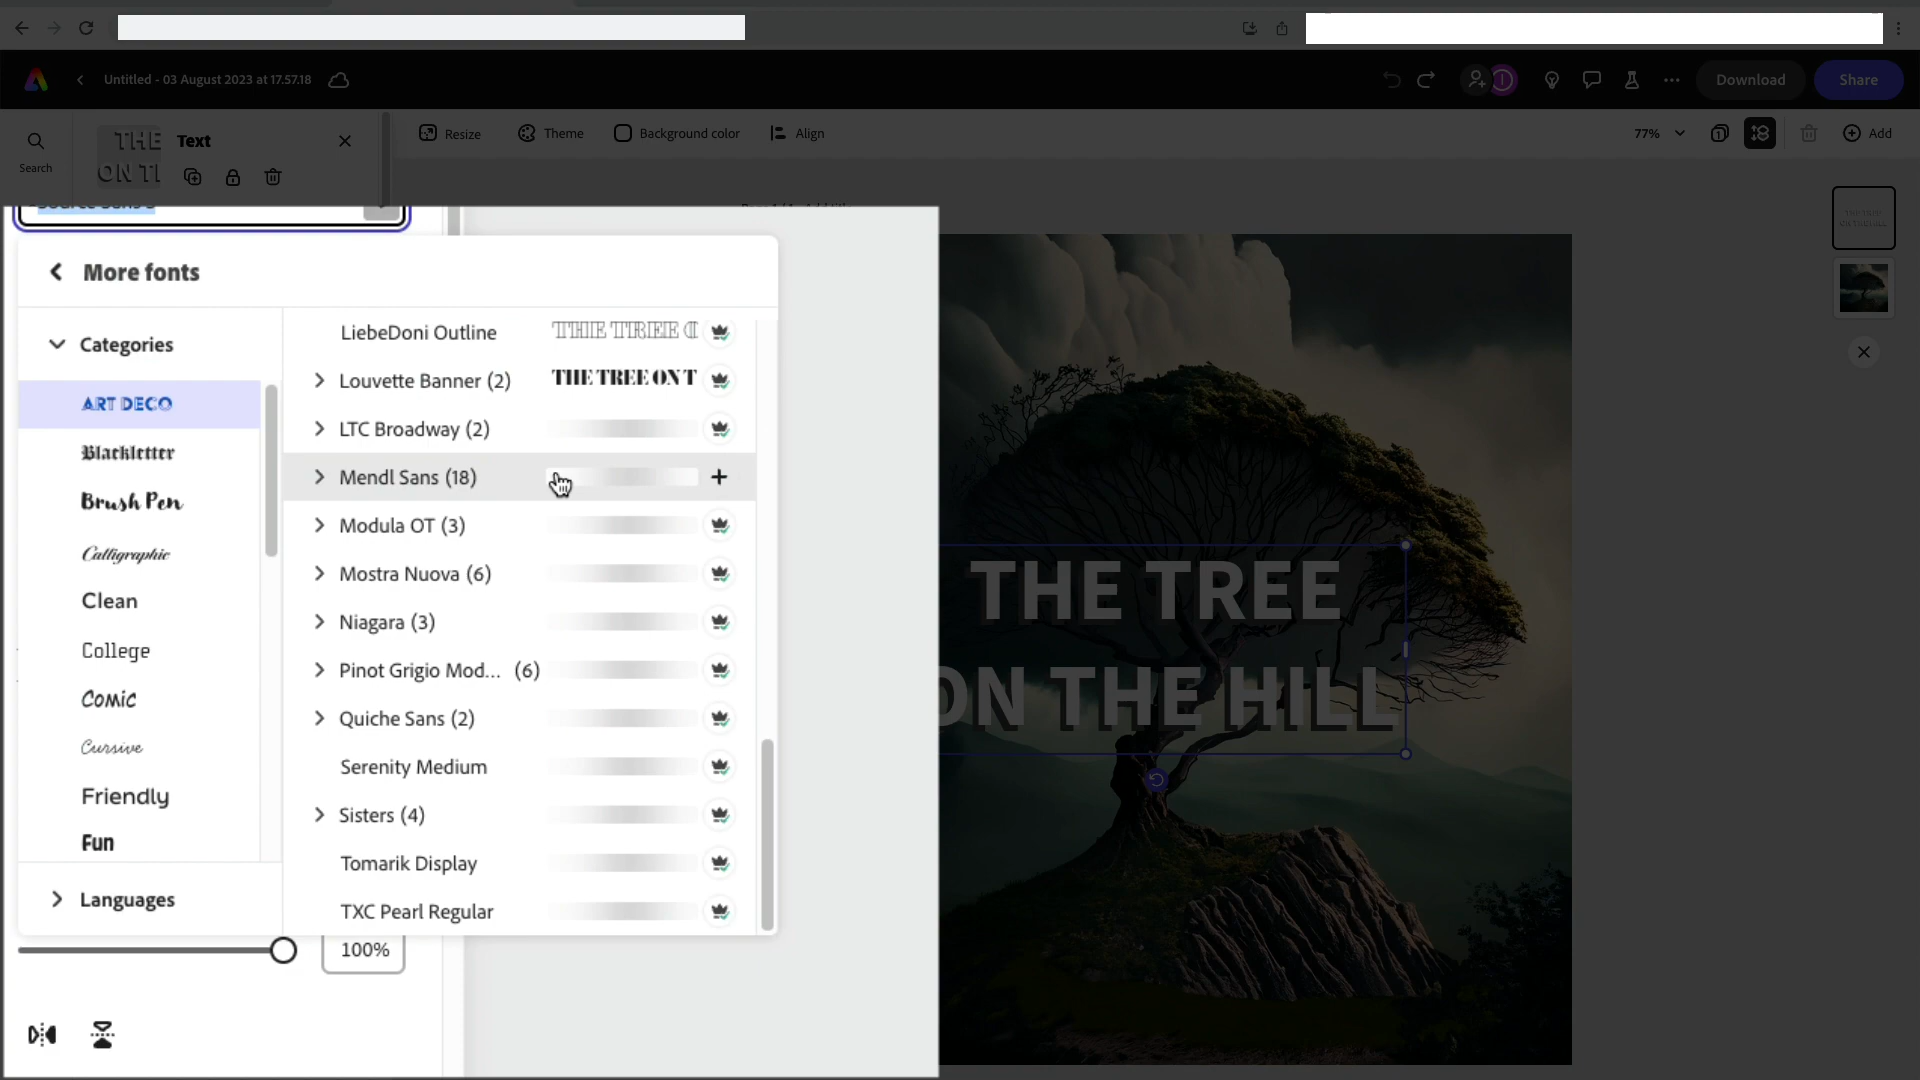 Untitled - 03 August 2023 at 17.57.18
Download
Share
Search
THE
ON TI
Text
Resize
Theme
Background color
Align
77%
Add
Source Sans 3
More fonts
Categories
ART DECO
Blackletter
Brush Pen
Calligraphic
Clean
College
Comic
Cursive
Friendly
Fun
Languages
LiebeDoni Outline
THE TREE O
Louvette Banner (2)
THE TREE ON T
LTC Broadway (2)
Mendl Sans (18)
Modula OT (3)
Mostra Nuova (6)
Niagara (3)
Pinot Grigio Mod... (6)
Quiche Sans (2)
Serenity Medium
Sisters (4)
Tomarik Display
TXC Pearl Regular
100%
THE TREE
ON THE HILL